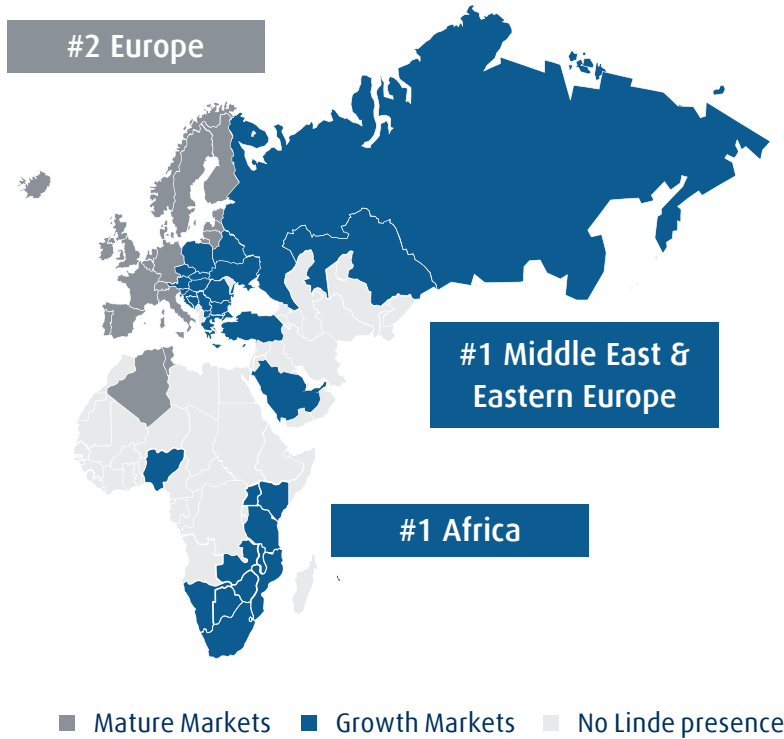 #2 Europe
#1 Middle East &
Eastern Europe
#1 Africa
Mature Markets
Growth Markets
No Linde presence